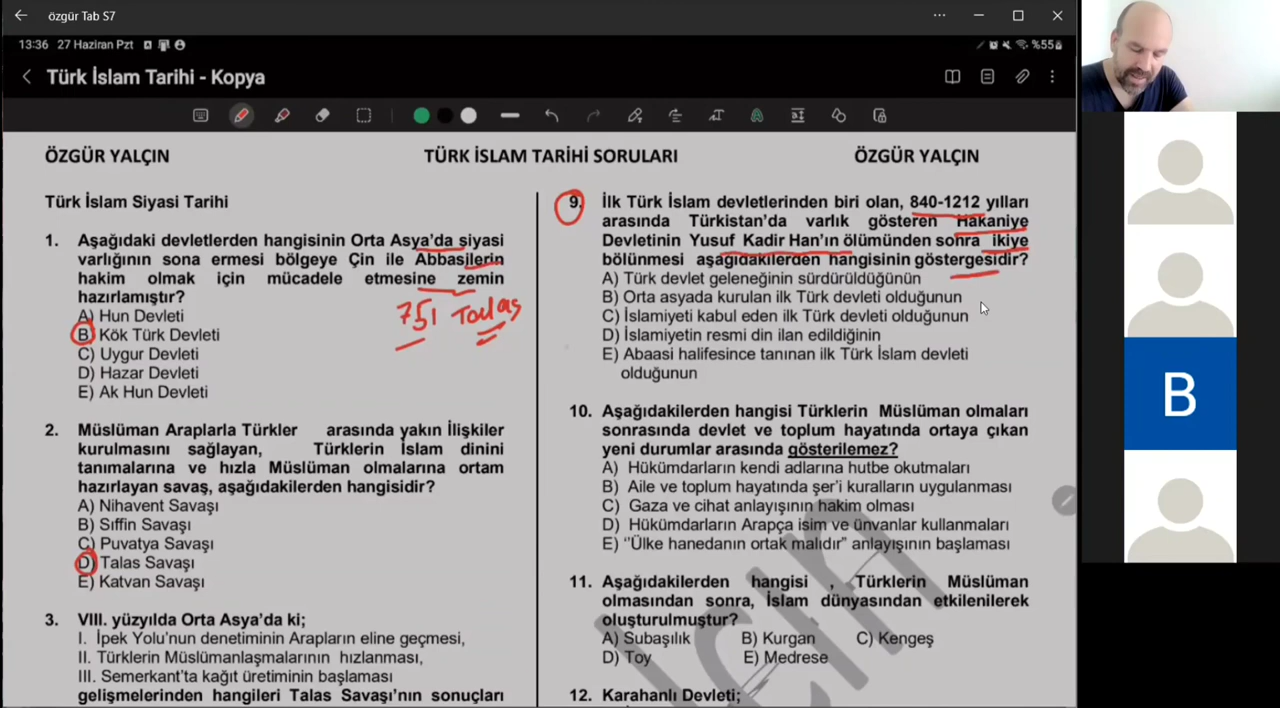 özgür Tab S7
13:36 27 Haziran Pzt
%55
Türk İslam Tarihi - Kopya
ÖZGÜR YALÇIN
TÜRK İSLAM TARİHİ SORULARI
ÖZGÜR YALÇIN
Türk İslam Siyasi Tarihi
1. Aşağıdaki devletlerden hangisinin Orta Asya'da siyasi
varlığının sona ermesi bölgeye Çin ile Abbasilerin
hakim olmak için mücadele etmesine zemin
hazırlamıştır?
A) Hun Devleti
B) Kök Türk Devleti
C) Uygur Devleti
D) Hazar Devleti
E) Ak Hun Devleti
751 Talas
2. Müslüman Araplarla Türkler arasında yakın İlişkiler
kurulmasını sağlayan, Türklerin İslam dinini
tanımalarına ve hızla Müslüman olmalarına ortam
hazırlayan savaş, aşağıdakilerden hangisidir?
A) Nihavent Savaşı
B) Sıffin Savaşı
C) Puvatya Savaşı
D) Talas Savaşı
E) Katvan Savaşı
3. VIII. yüzyılda Orta Asya'da ki;
I. İpek Yolu'nun denetiminin Arapların eline geçmesi,
II. Türklerin Müslümanlaşmalarının hızlanması,
III. Semerkant'ta kağıt üretiminin başlaması
gelişmelerinden hangileri Talas Savaşı'nın sonuçları
9. İlk Türk İslam devletlerinden biri olan, 840-1212 yılları
arasında Türkistan'da varlık gösteren Hakaniye
Devletinin Yusuf Kadir Han'ın ölümünden sonra ikiye
bölünmesi aşağıdakilerden hangisinin göstergesidir?
A) Türk devlet geleneğinin sürdürüldüğünün
B) Orta asyada kurulan ilk Türk devleti olduğunun
C) İslamiyeti kabul eden ilk Türk devleti olduğunun
D) İslamiyetin resmi din ilan edildiğinin
E) Abaasi halifesince tanınan ilk Türk İslam devleti
olduğunun
10. Aşağıdakilerden hangisi Türklerin Müslüman olmaları
sonrasında devlet ve toplum hayatında ortaya çıkan
yeni durumlar arasında gösterilemez?
A) Hükümdarların kendi adlarına hutbe okutmaları
B) Aile ve toplum hayatında şer'i kuralların uygulanması
C) Gaza ve cihat anlayışının hakim olması
D) Hükümdarların Arapça isim ve ünvanlar kullanmaları
E) "Ülke hanedanın ortak malıdır" anlayışının başlaması
11. Aşağıdakilerden hangisi , Türklerin Müslüman
olmasından sonra, İslam dünyasından etkilenilerek
oluşturulmuştur?
A) Subaşılık B) Kurgan C) Kengeş
D) Toy E) Medrese
12. Karahanlı Devleti;
B